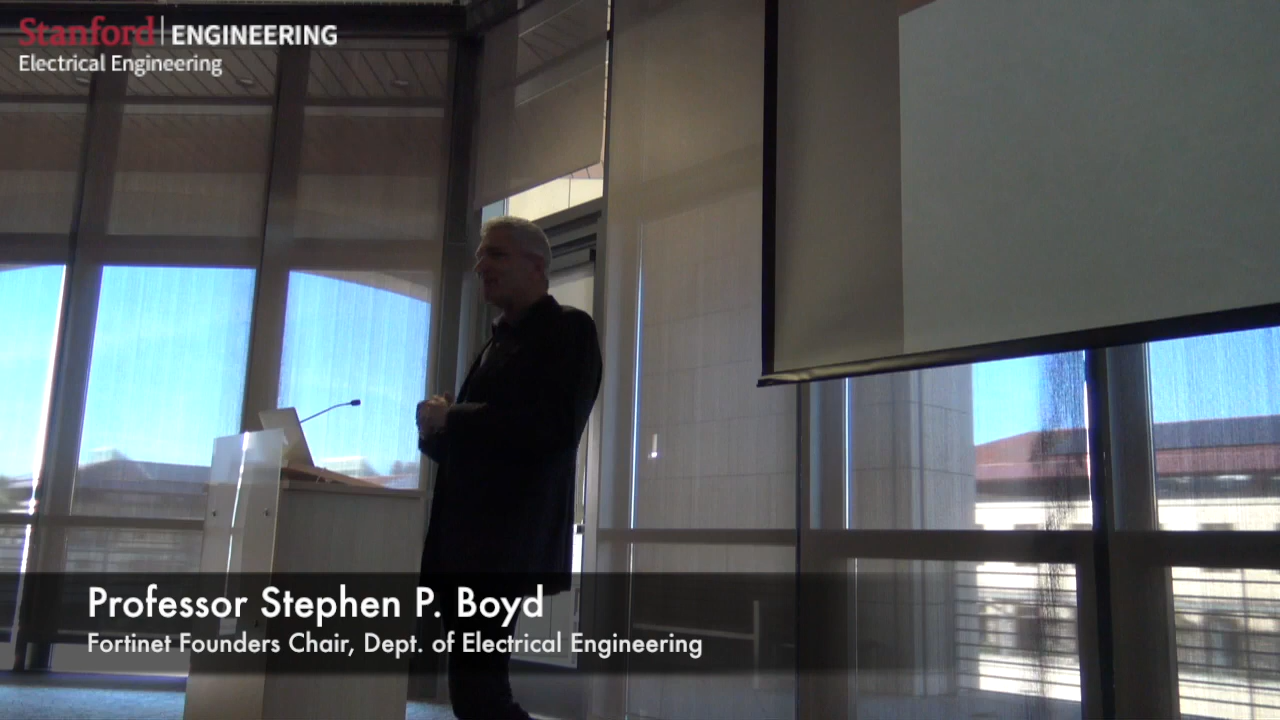 Stanford | ENGINEERING
Electrical Engineering
Professor Stephen P. Boyd
Fortinet Founders Chair, Dept. of Electrical Engineering